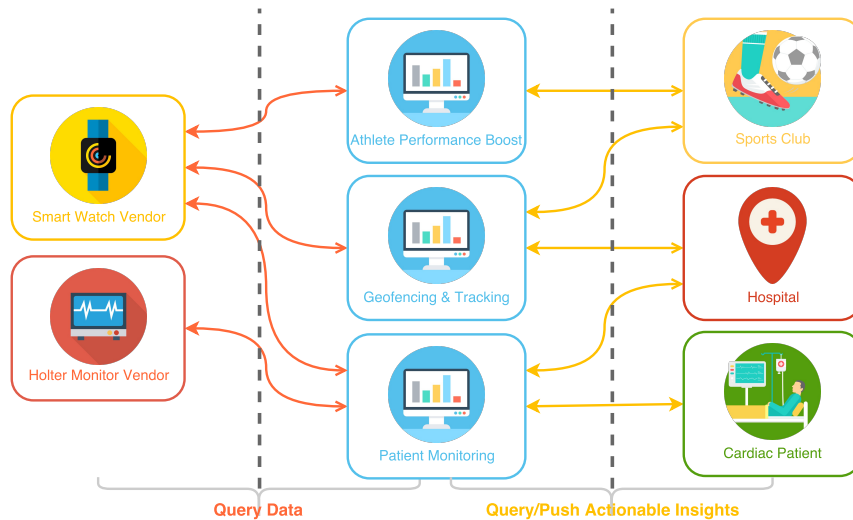 Athlete Performance Boost
Sports Club
Smart Watch Vendor
Geofencing & Tracking
Hospital
Holter Monitor Vendor
Patient Monitoring
Cardiac Patient
Query Data
Query/Push Actionable Insights